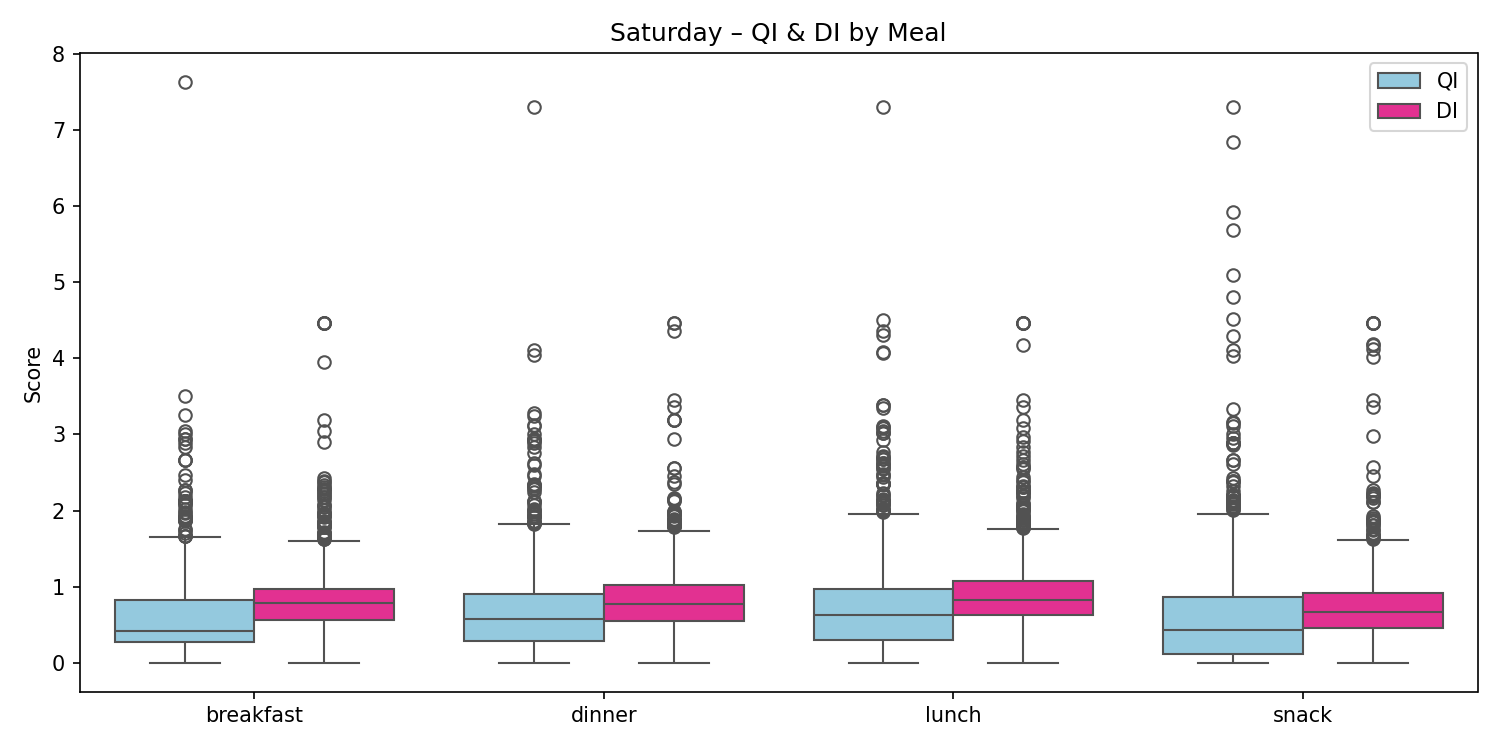 Saturday – QI & DI by Meal
QI
DI
Score
8
7
6
5
4
3
2
1
0
breakfast
dinner
lunch
snack